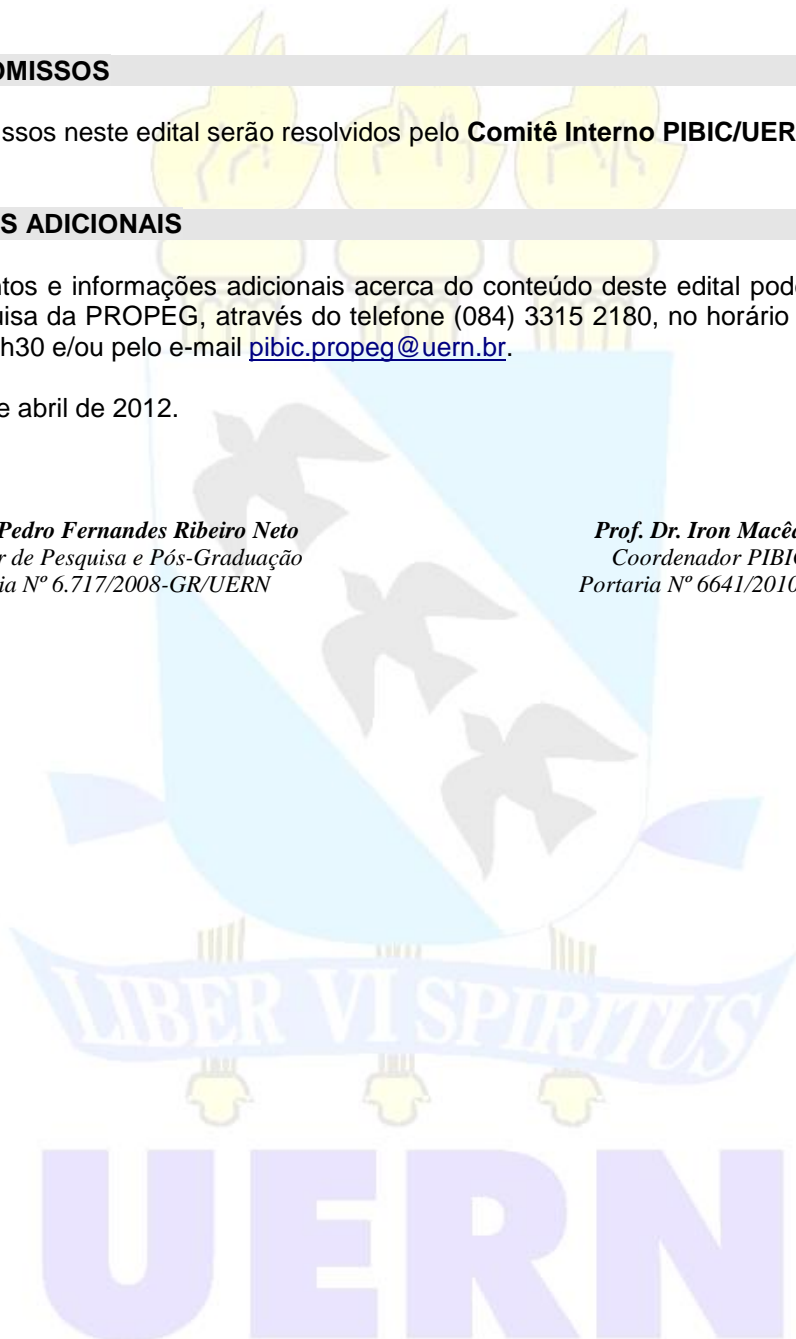 OMISSOS
ssos neste edital serão resolvidos pelo Comitê Interno PIBIC/UER
S ADICIONAIS
ntos e informações adicionais acerca do conteúdo deste edital pod
uisa da PROPEG, através do telefone (084) 3315 2180, no horário
h30 e/ou pelo e-mail pibic.propeg@uern.br.
e abril de 2012.
Pedro Fernandes Ribeiro Neto
r de Pesquisa e Pós-Graduação
ia Nº 6.717/2008-GR/UERN
Prof. Dr. Iron Macê
Coordenador PIBI
Portaria Nº 6641/2010
LIBER VI SPIRITUS
UERN